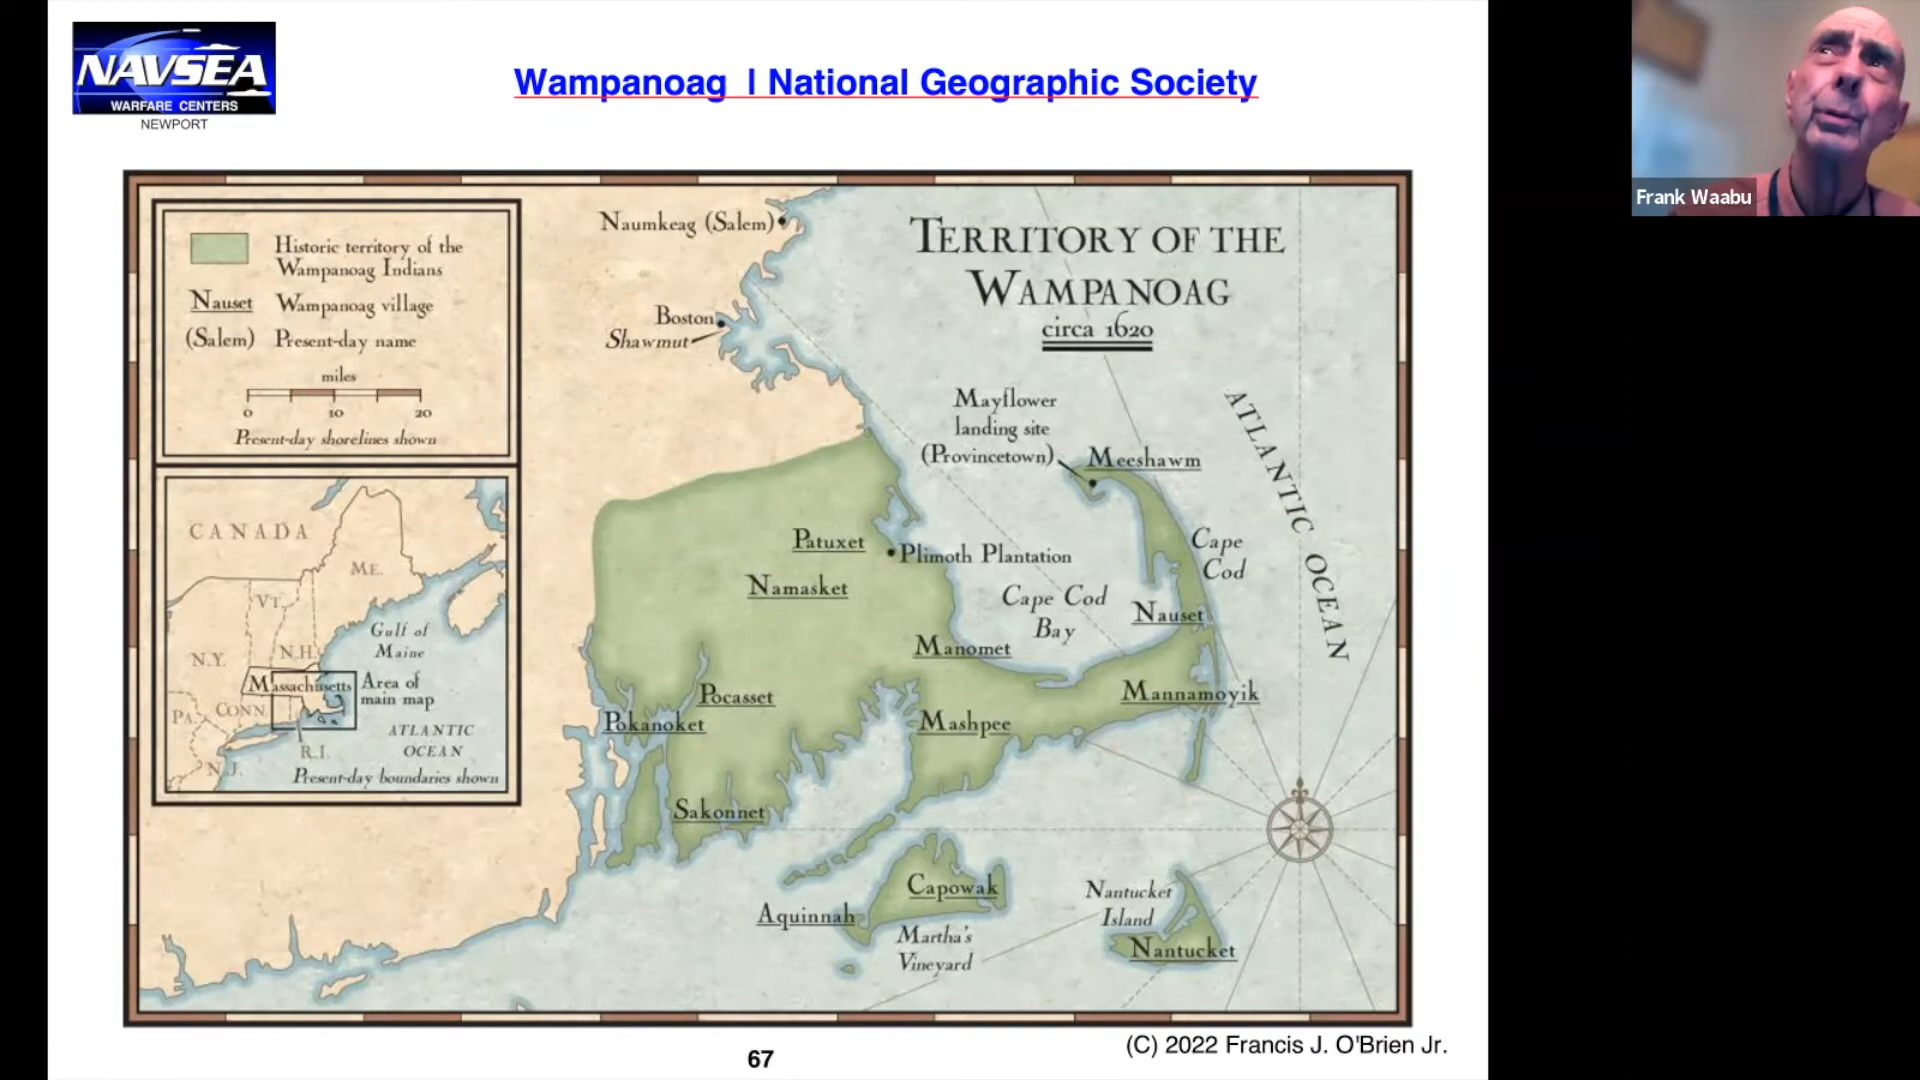 NAVSEA
WARFARE CENTERS
NEWPORT
Wampanoag | National Geographic Society
Frank Waabu
TERRITORY OF THE
WAMPANOAG
circa 1620
Historic territory of the
Wampanoag Indians
Nauset Wampanoag village
(Salem) Present-day name
miles
0 10 20
Present-day shorelines shown
CANADA
ME.
VT.
Gulf of
Maine
N.Y.
N.H.
Massachusetts
Area of
main map
PA.
CONN.
ATLANTIC
OCEAN
R.I.
N.J.
Present-day boundaries shown
Naumkeag (Salem)
Boston
Shawmut
Mayflower
landing site
(Provincetown)
Meeshawm
ATLANTIC OCEAN
Patuxet
Plimoth Plantation
Cape
Cod
Namasket
Cape Cod
Bay
Nauset
Manomet
Pocasset
Mannamoyik
Pokanoket
Mashpee
Sakonnet
Capowak
Nantucket
Island
Aquinnah
Martha's
Vineyard
Nantucket
67
(C) 2022 Francis J. O'Brien Jr.